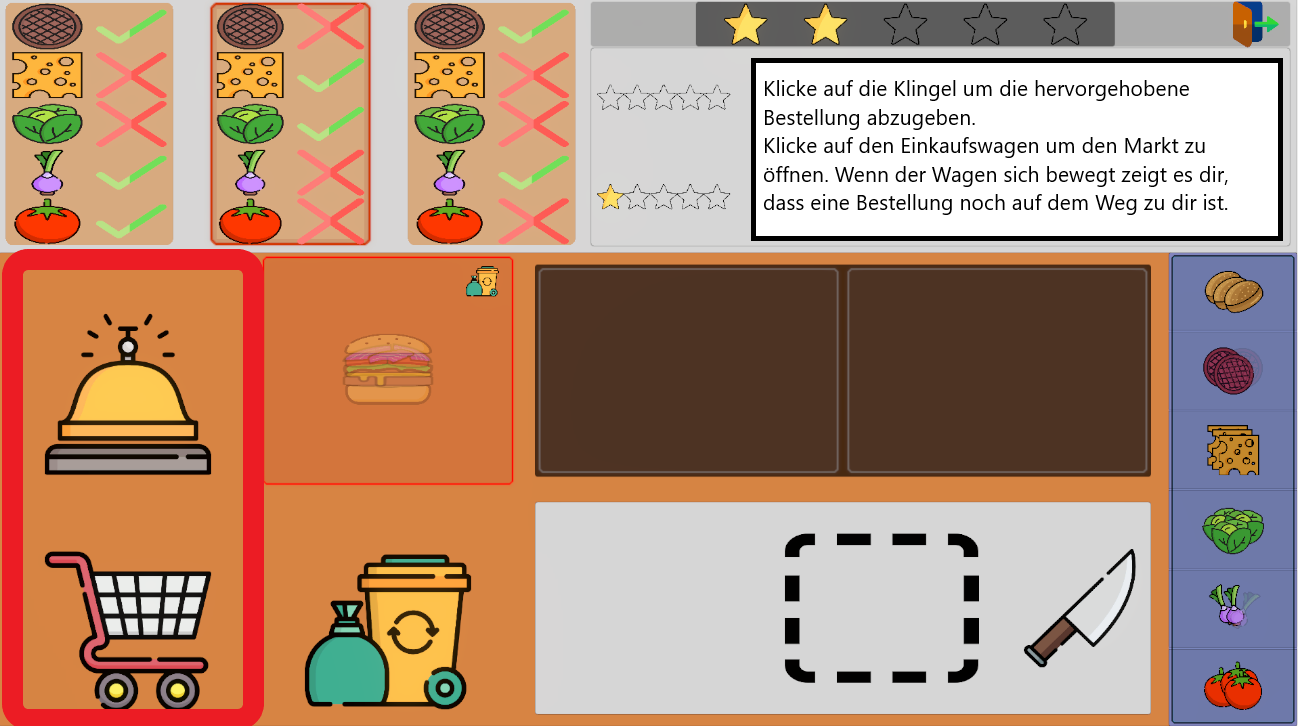 Klicke auf die Klingel um die hervorgehobene
Bestellung abzugeben.
Klicke auf den Einkaufswagen um den Markt zu
öffnen. Wenn der Wagen sich bewegt zeigt es dir,
dass eine Bestellung noch auf dem Weg zu dir ist.